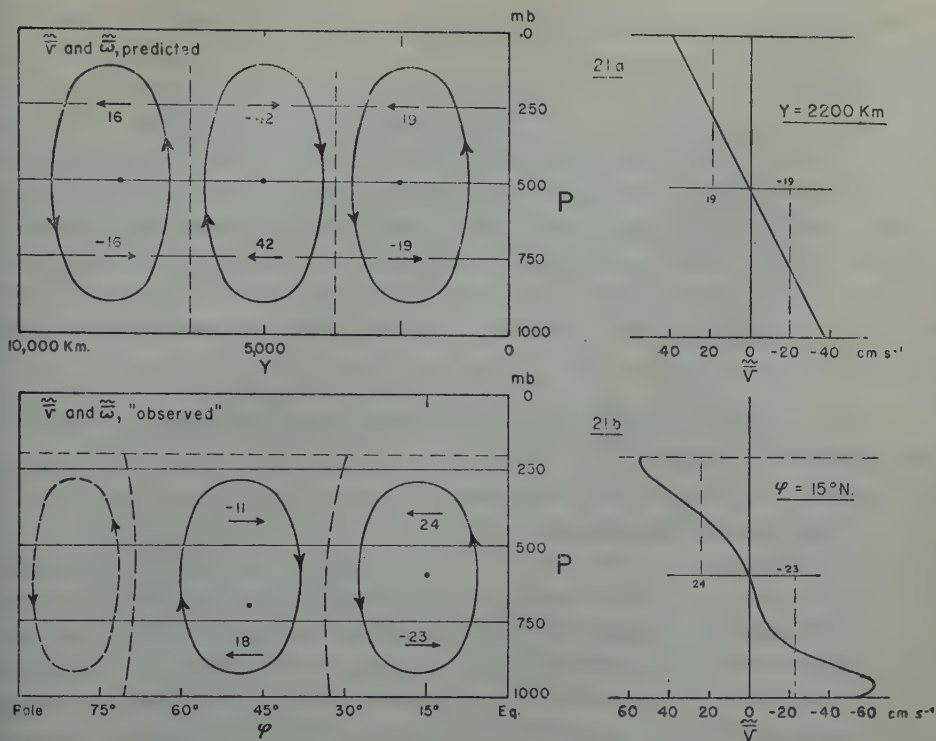 mb
ṽ and ω̃, predicted
.0
16
-42
19
250
500
P
-16
42
-19
750
1000
10,000 Km.
5,000
0
Y
21a
Y = 2200 Km
-19
19
40 20 0 -20 -40 cm s⁻¹
ṽ
mb
ṽ and ω̃, "observed"
0
250
-11
24
500
P
750
18
-23
1000
Pole 75° 60° 45° 30° 15° Eq.
φ
21b
φ = 15°N.
-23
24
60 40 20 0 -20 -40 -60 cm s⁻¹
ṽ